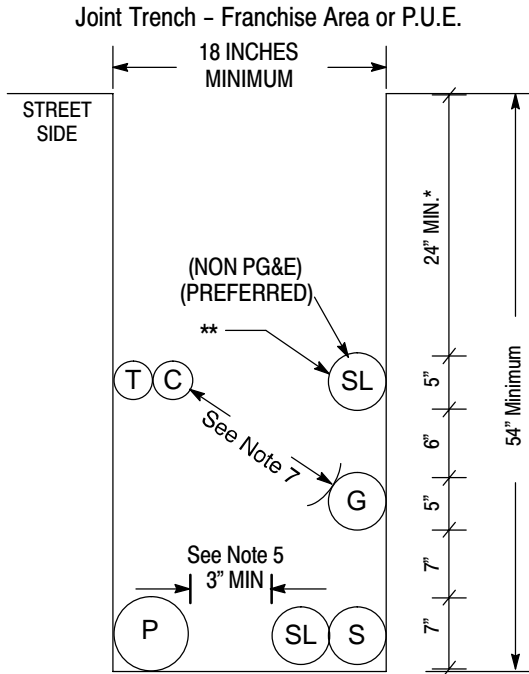 Joint Trench – Franchise Area or P.U.E.
18 INCHES
MINIMUM
STREET
SIDE
24” MIN.*
(NON PG&E)
(PREFERRED)
**
T C SL
5”
54” Minimum
6”
See Note 7
G
5”
7”
See Note 5
3” MIN
P SL S
7”